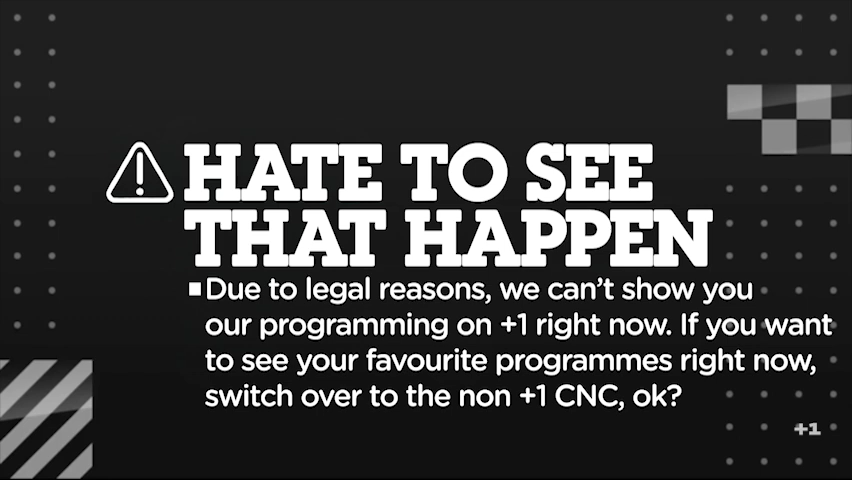 HATE TO SEE
THAT HAPPEN
Due to legal reasons, we can't show you
our programming on +1 right now. If you want
to see your favourite programmes right now,
switch over to the non +1 CNC, ok?
+1